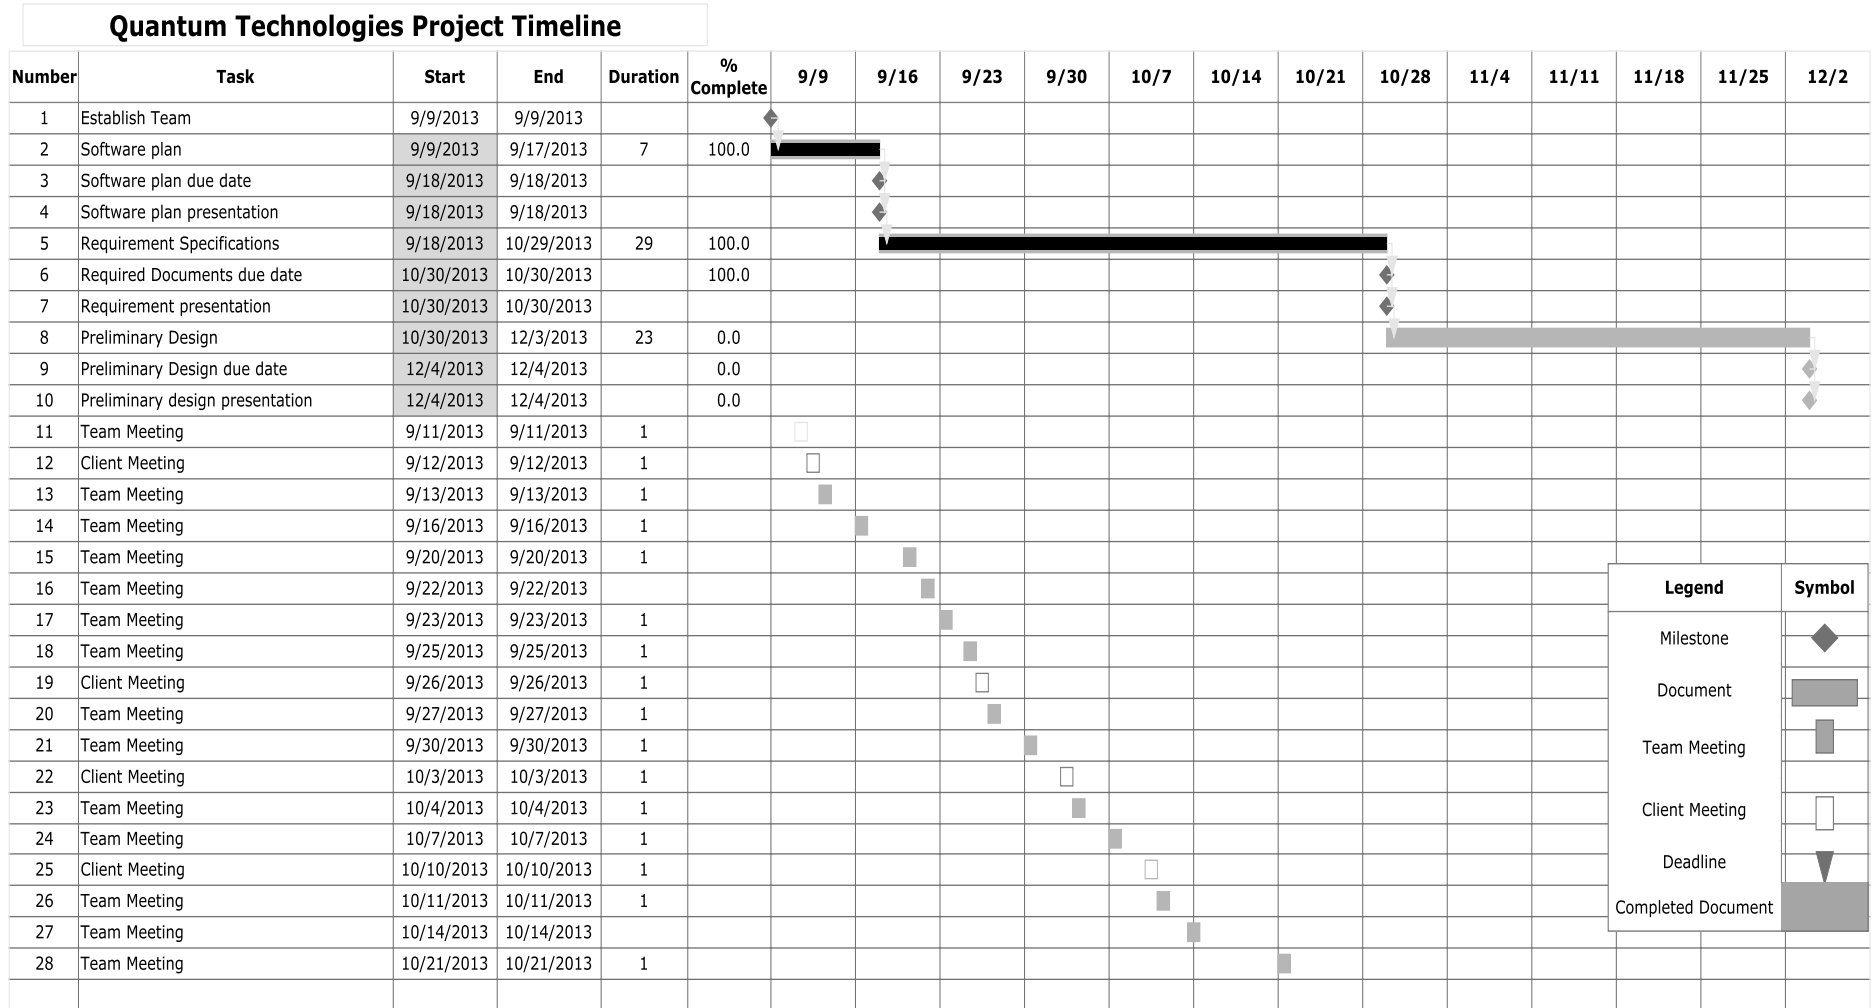 Quantum Technologies Project Timeline
Number Task Start End Duration % Complete 9/9 9/16 9/23 9/30 10/7 10/14 10/21 10/28 11/4 11/11 11/18 11/25 12/2
1 Establish Team 9/9/2013 9/9/2013
2 Software plan 9/9/2013 9/17/2013 7 100.0
3 Software plan due date 9/18/2013 9/18/2013
4 Software plan presentation 9/18/2013 9/18/2013
5 Requirement Specifications 9/18/2013 10/29/2013 29 100.0
6 Required Documents due date 10/30/2013 10/30/2013 100.0
7 Requirement presentation 10/30/2013 10/30/2013
8 Preliminary Design 10/30/2013 12/3/2013 23 0.0
9 Preliminary Design due date 12/4/2013 12/4/2013 0.0
10 Preliminary design presentation 12/4/2013 12/4/2013 0.0
11 Team Meeting 9/11/2013 9/11/2013 1
12 Client Meeting 9/12/2013 9/12/2013 1
13 Team Meeting 9/13/2013 9/13/2013 1
14 Team Meeting 9/16/2013 9/16/2013 1
15 Team Meeting 9/20/2013 9/20/2013 1
16 Team Meeting 9/22/2013 9/22/2013
17 Team Meeting 9/23/2013 9/23/2013 1
18 Team Meeting 9/25/2013 9/25/2013 1
19 Client Meeting 9/26/2013 9/26/2013 1
20 Team Meeting 9/27/2013 9/27/2013 1
21 Team Meeting 9/30/2013 9/30/2013 1
22 Client Meeting 10/3/2013 10/3/2013 1
23 Team Meeting 10/4/2013 10/4/2013 1
24 Team Meeting 10/7/2013 10/7/2013 1
25 Client Meeting 10/10/2013 10/10/2013 1
26 Team Meeting 10/11/2013 10/11/2013 1
27 Team Meeting 10/14/2013 10/14/2013
28 Team Meeting 10/21/2013 10/21/2013 1
Legend Symbol
Milestone
Document
Team Meeting
Client Meeting
Deadline
Completed Document